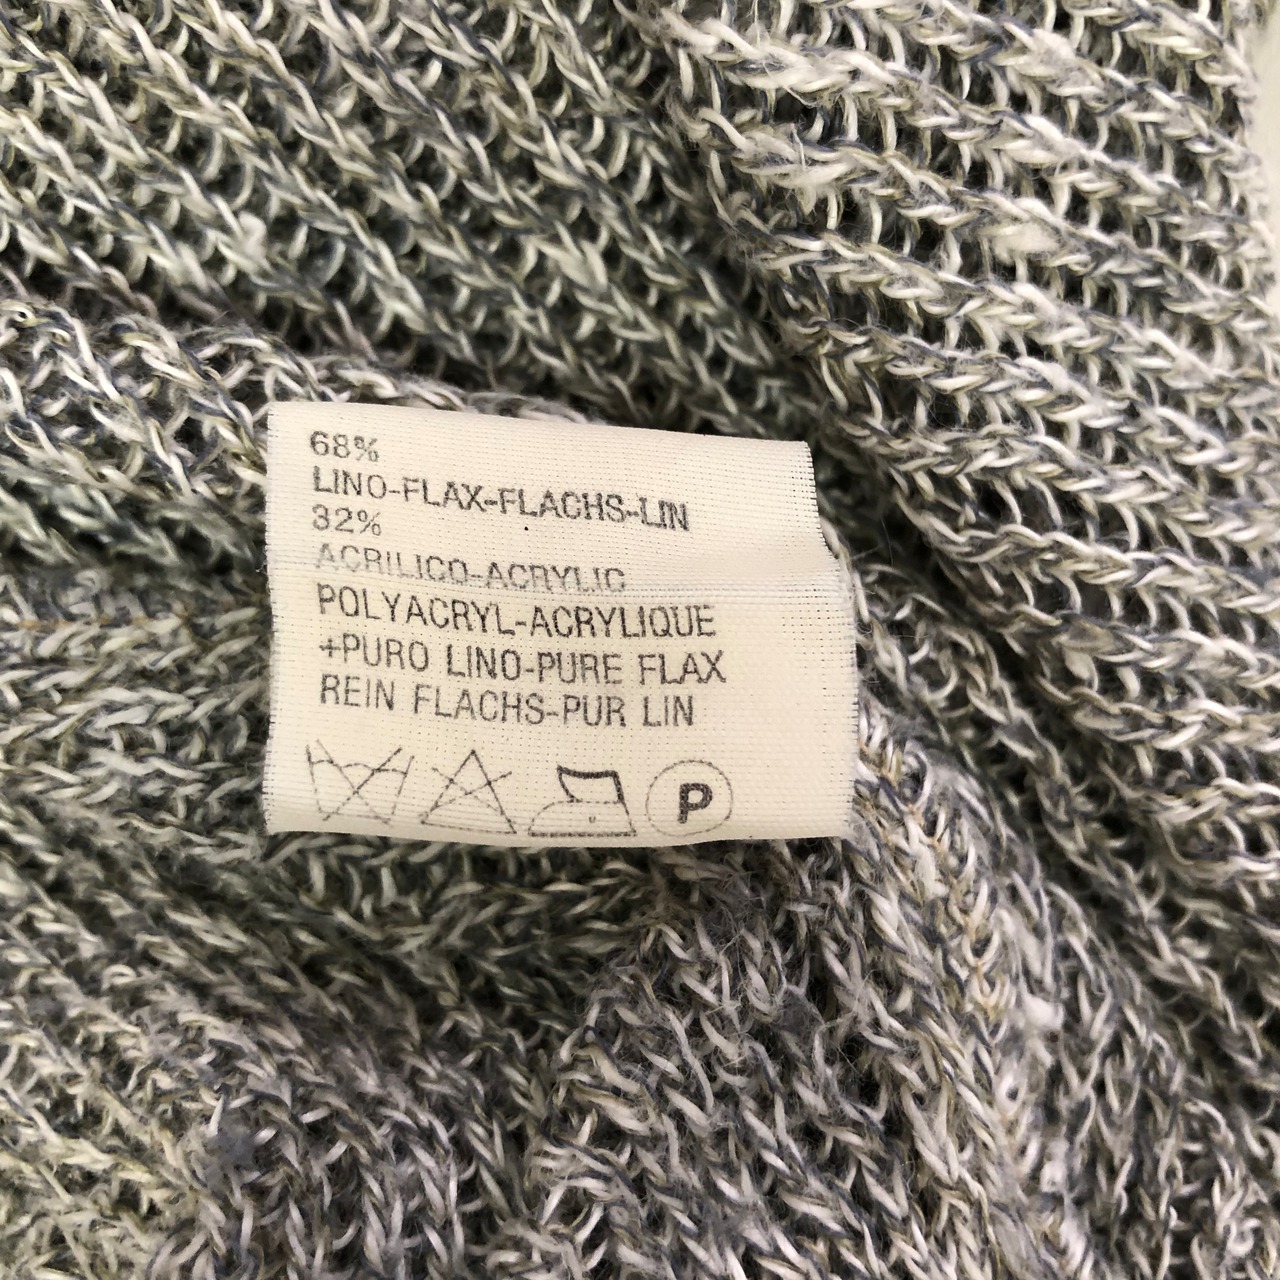 68%
LINO-FLAX-FLACHS-LIN
32%
ACRILICO-ACRYLIC
POLYACRYL-ACRYLIQUE
+PURO LINO-PURE FLAX
REIN FLACHS-PUR LIN
P